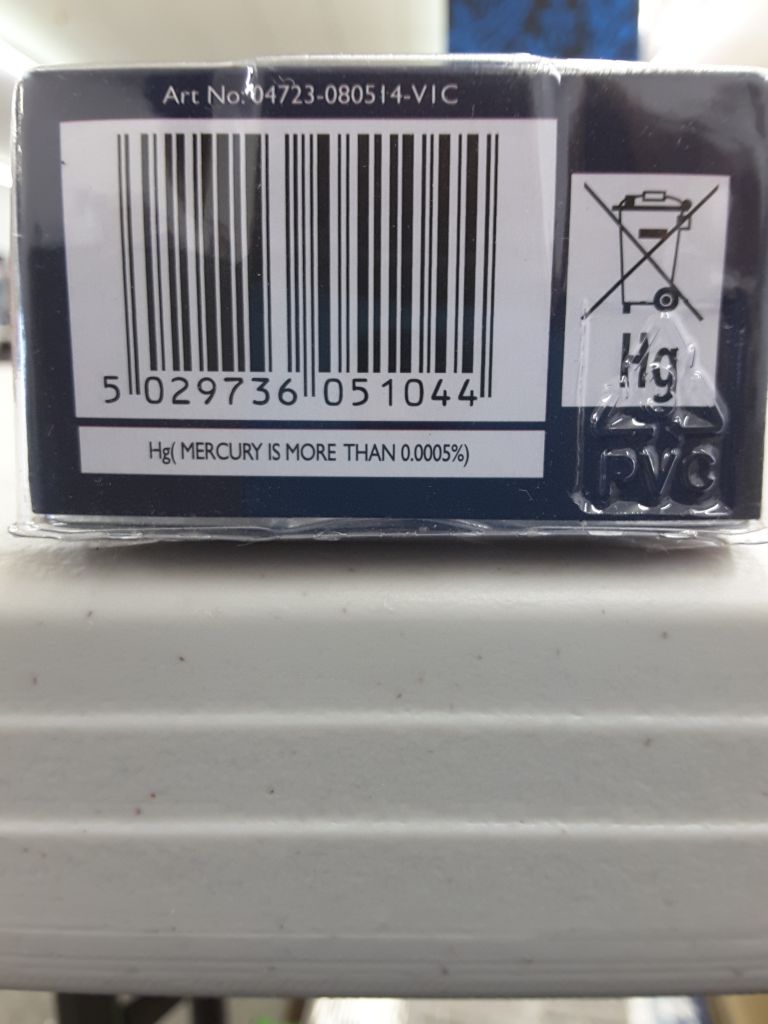 Art No: 04723-080514-V1C
5 029736 051044
Hg
Hg( MERCURY IS MORE THAN 0.0005%)
PVC